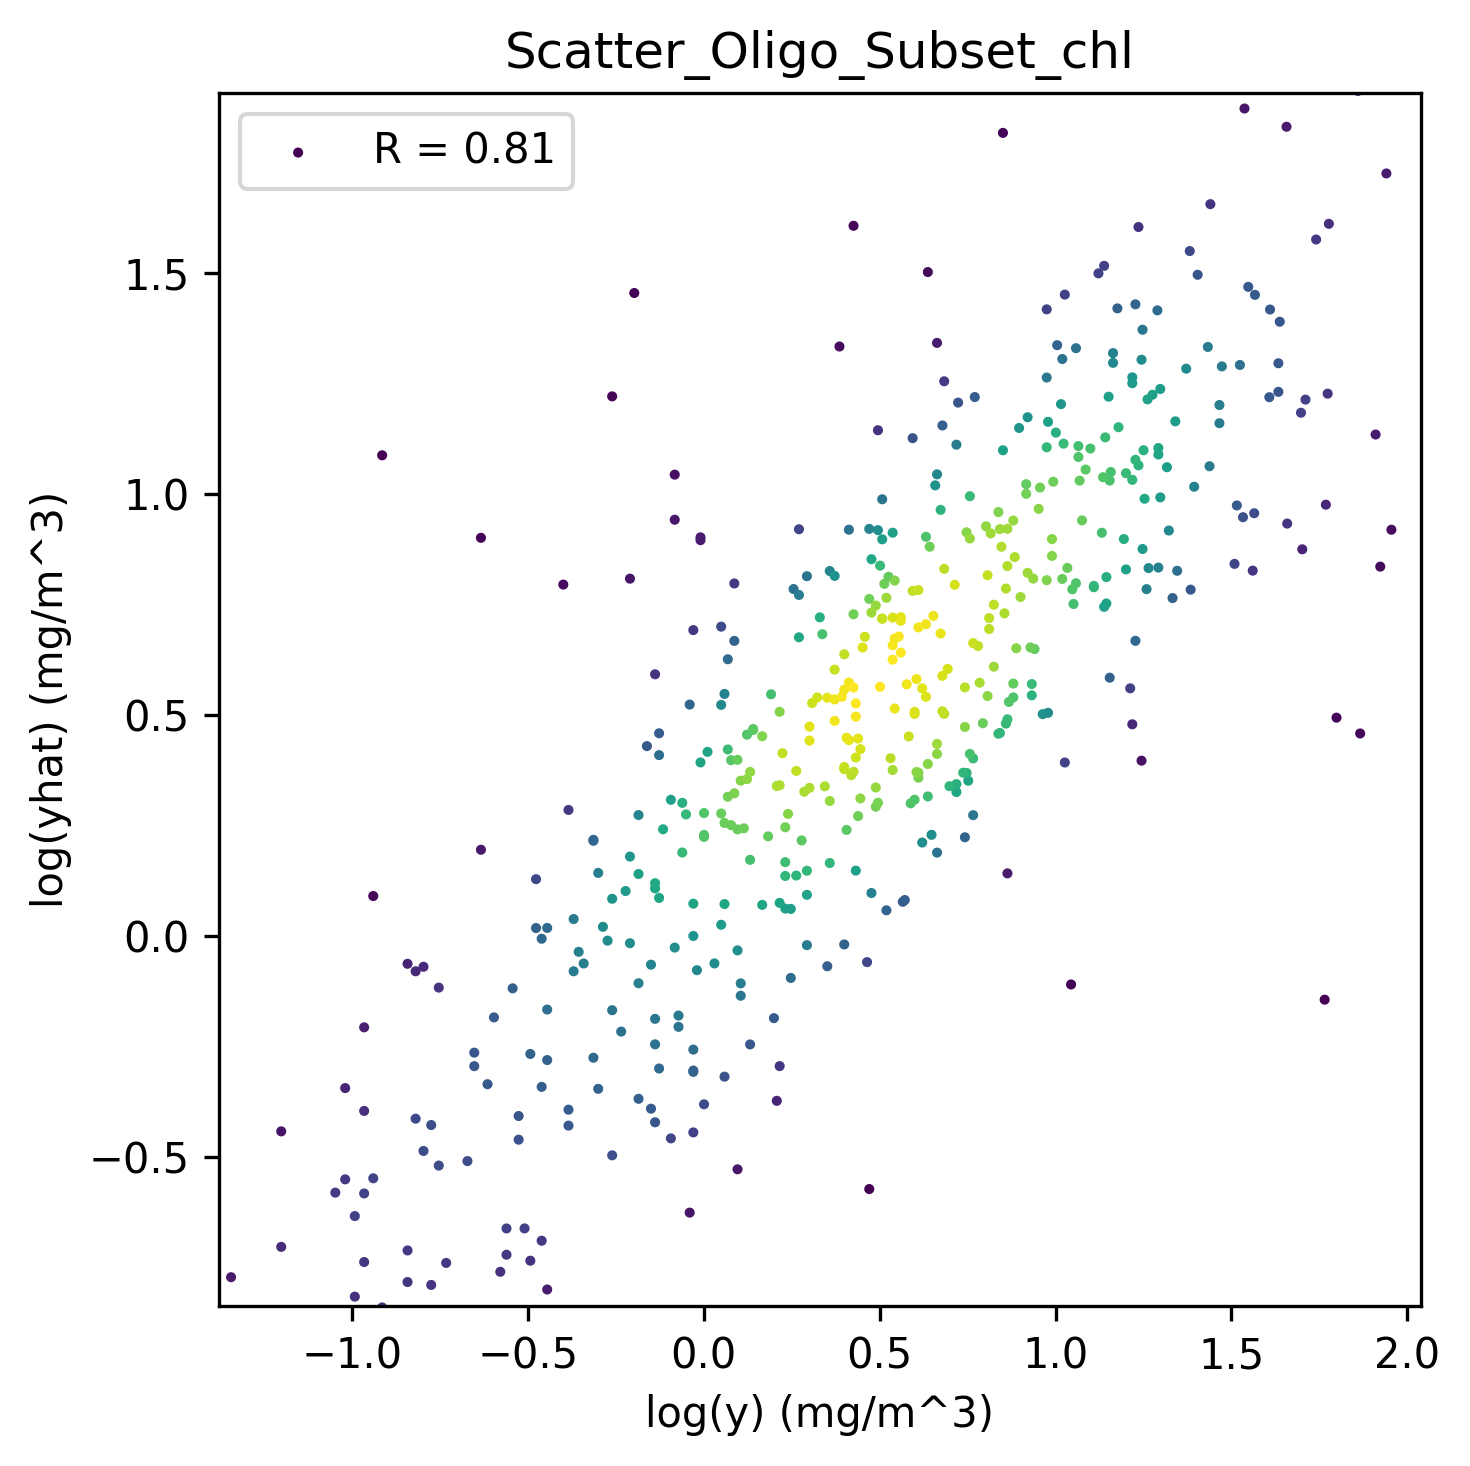 Scatter_Oligo_Subset_chl
R = 0.81
log(yhat) (mg/m^3)
1.5
1.0
0.5
0.0
−0.5
−1.0 −0.5 0.0 0.5 1.0 1.5 2.0
log(y) (mg/m^3)